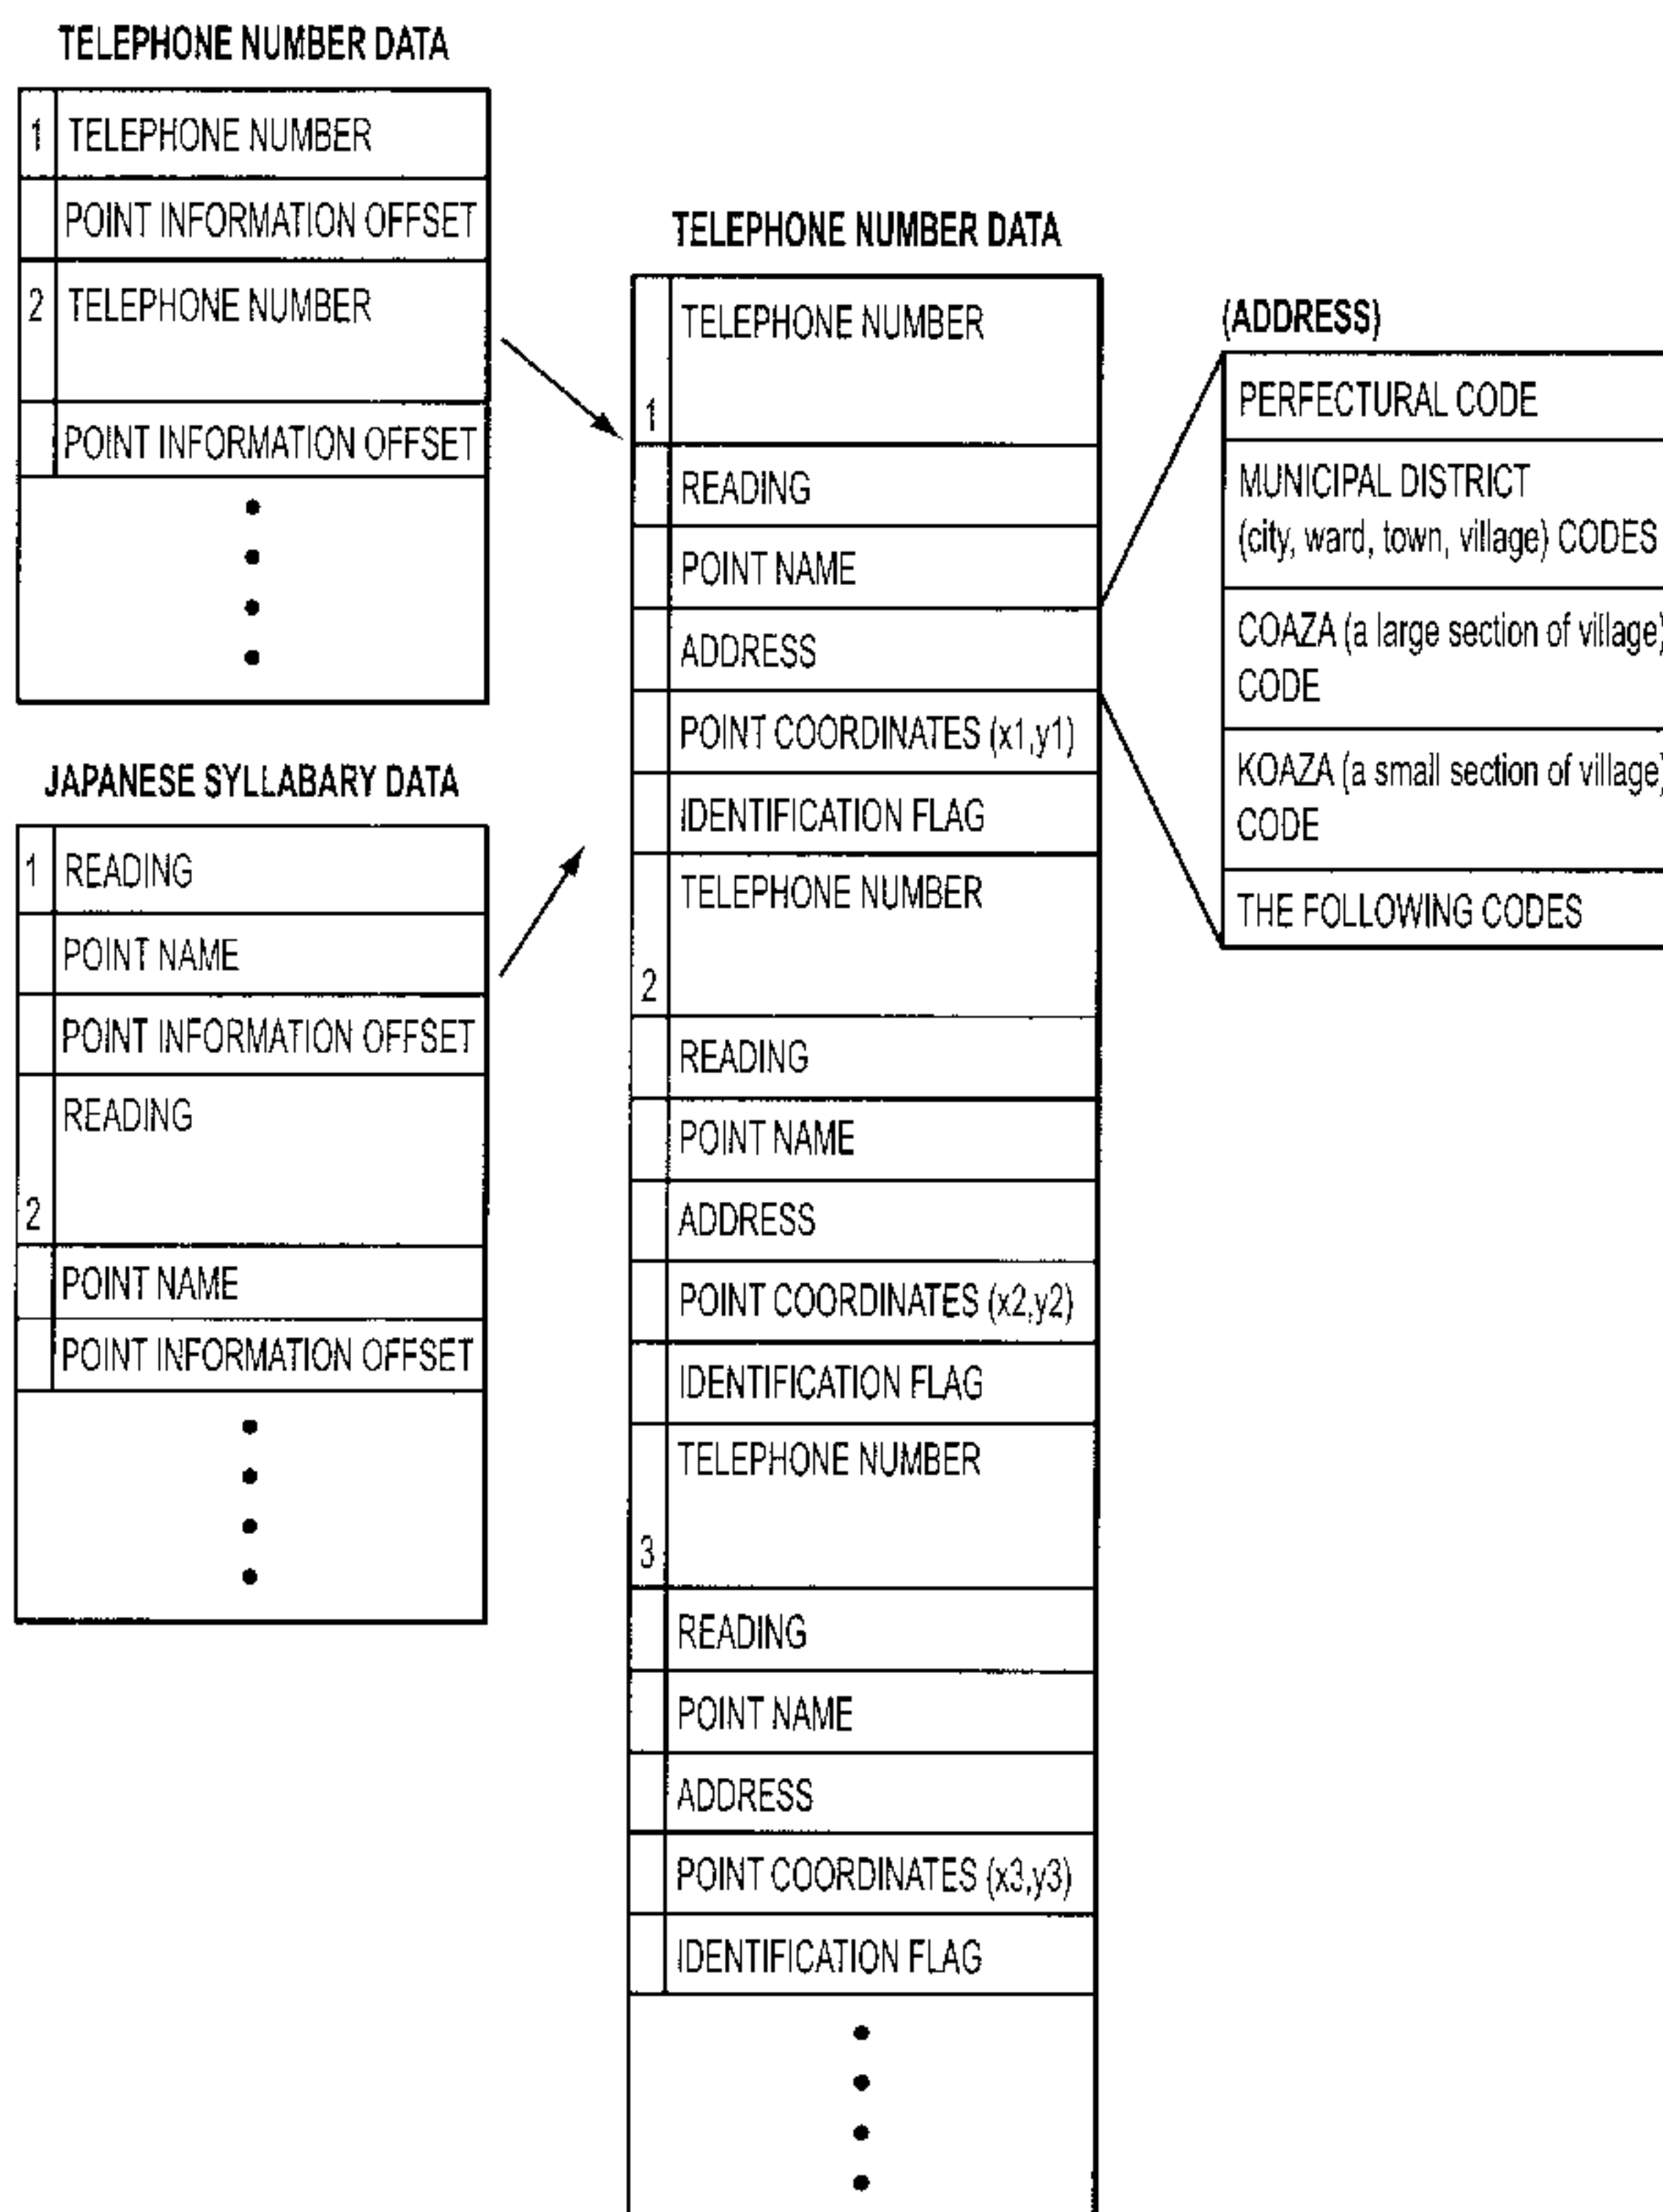 TELEPHONE NUMBER DATA
1 TELEPHONE NUMBER
POINT INFORMATION OFFSET
2 TELEPHONE NUMBER
POINT INFORMATION OFFSET
JAPANESE SYLLABARY DATA
1 READING
POINT NAME
POINT INFORMATION OFFSET
READING
2
POINT NAME
POINT INFORMATION OFFSET
TELEPHONE NUMBER DATA
TELEPHONE NUMBER
1
READING
POINT NAME
ADDRESS
POINT COORDINATES (x1,y1)
IDENTIFICATION FLAG
TELEPHONE NUMBER
2
READING
POINT NAME
ADDRESS
POINT COORDINATES (x2,y2)
IDENTIFICATION FLAG
TELEPHONE NUMBER
3
READING
POINT NAME
ADDRESS
POINT COORDINATES (x3,y3)
IDENTIFICATION FLAG
(ADDRESS)
PERFECTURAL CODE
MUNICIPAL DISTRICT
(city, ward, town, village) CODES
COAZA (a large section of village)
CODE
KOAZA (a small section of village)
CODE
THE FOLLOWING CODES